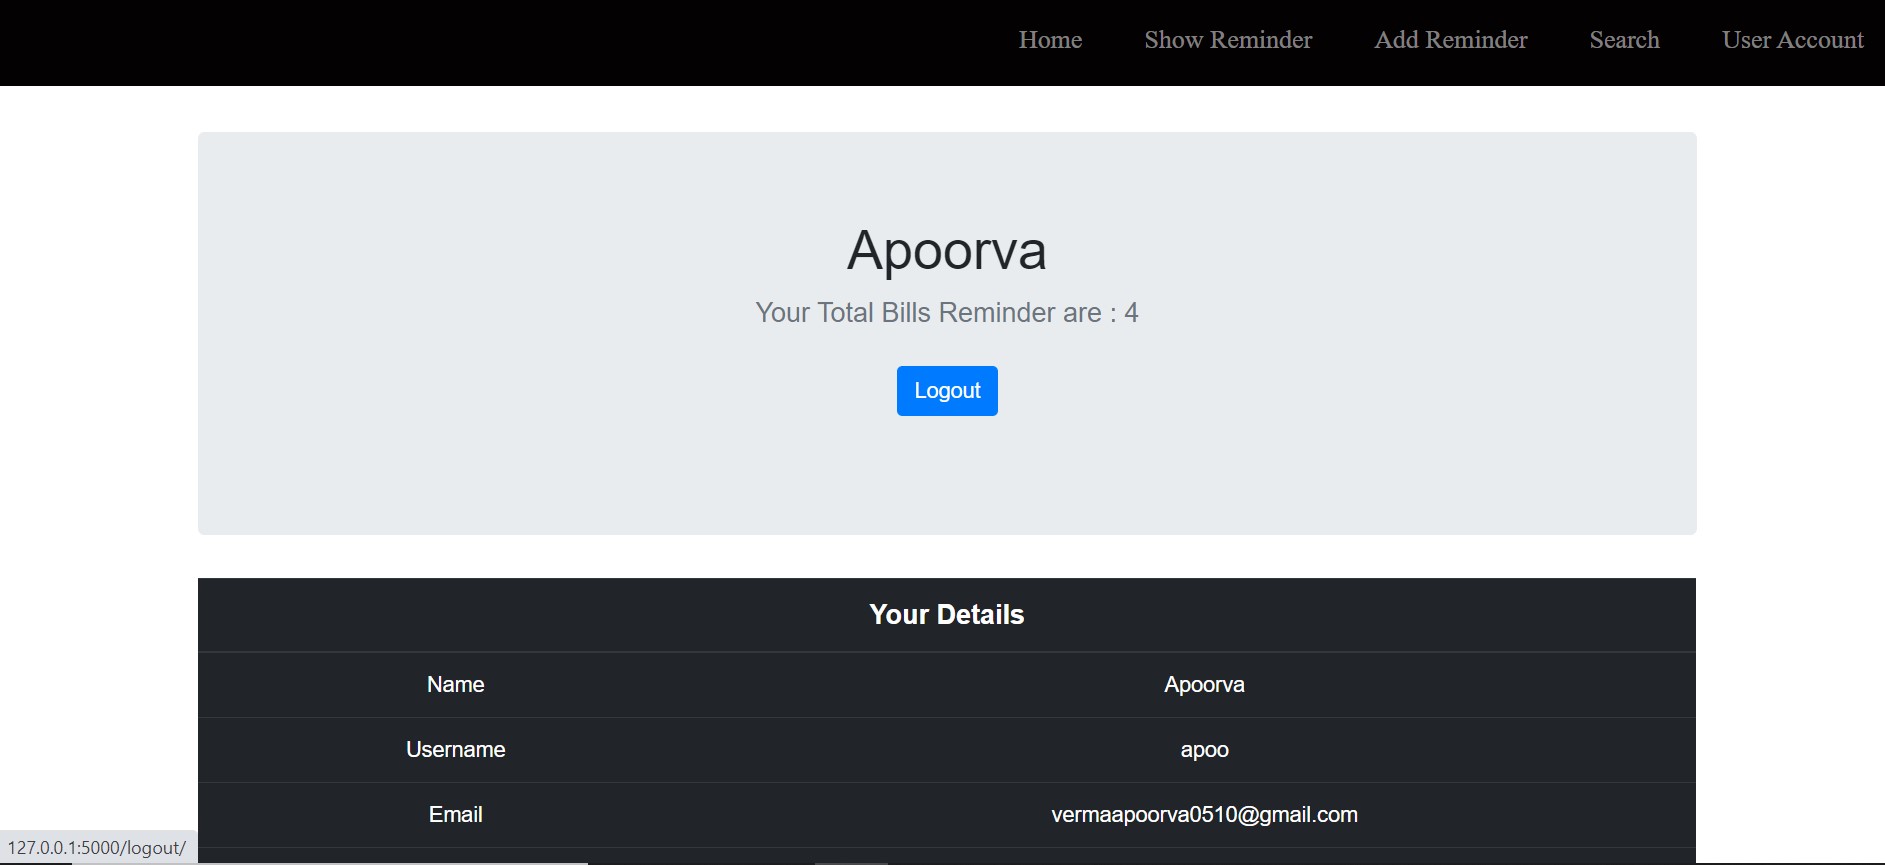 Home Show Reminder Add Reminder Search User Account
Apoorva
Your Total Bills Reminder are : 4
Logout
Your Details
Name Apoorva
Username apoo
Email vermaapoorva0510@gmail.com
127.0.0.1:5000/logout/